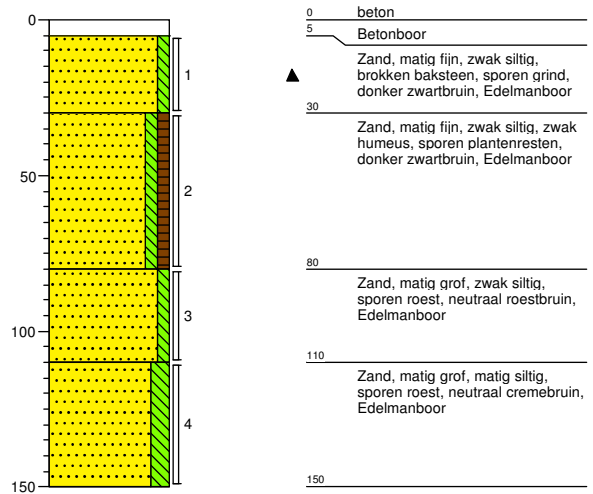 0
50
100
150
1
2
3
4
0 beton
5 Betonboor
Zand, matig fijn, zwak siltig,
brokken baksteen, sporen grind,
donker zwartbruin, Edelmanboor
30
Zand, matig fijn, zwak siltig, zwak
humeus, sporen plantenresten,
donker zwartbruin, Edelmanboor
80
Zand, matig grof, zwak siltig,
sporen roest, neutraal roestbruin,
Edelmanboor
110
Zand, matig grof, matig siltig,
sporen roest, neutraal cremebruin,
Edelmanboor
150